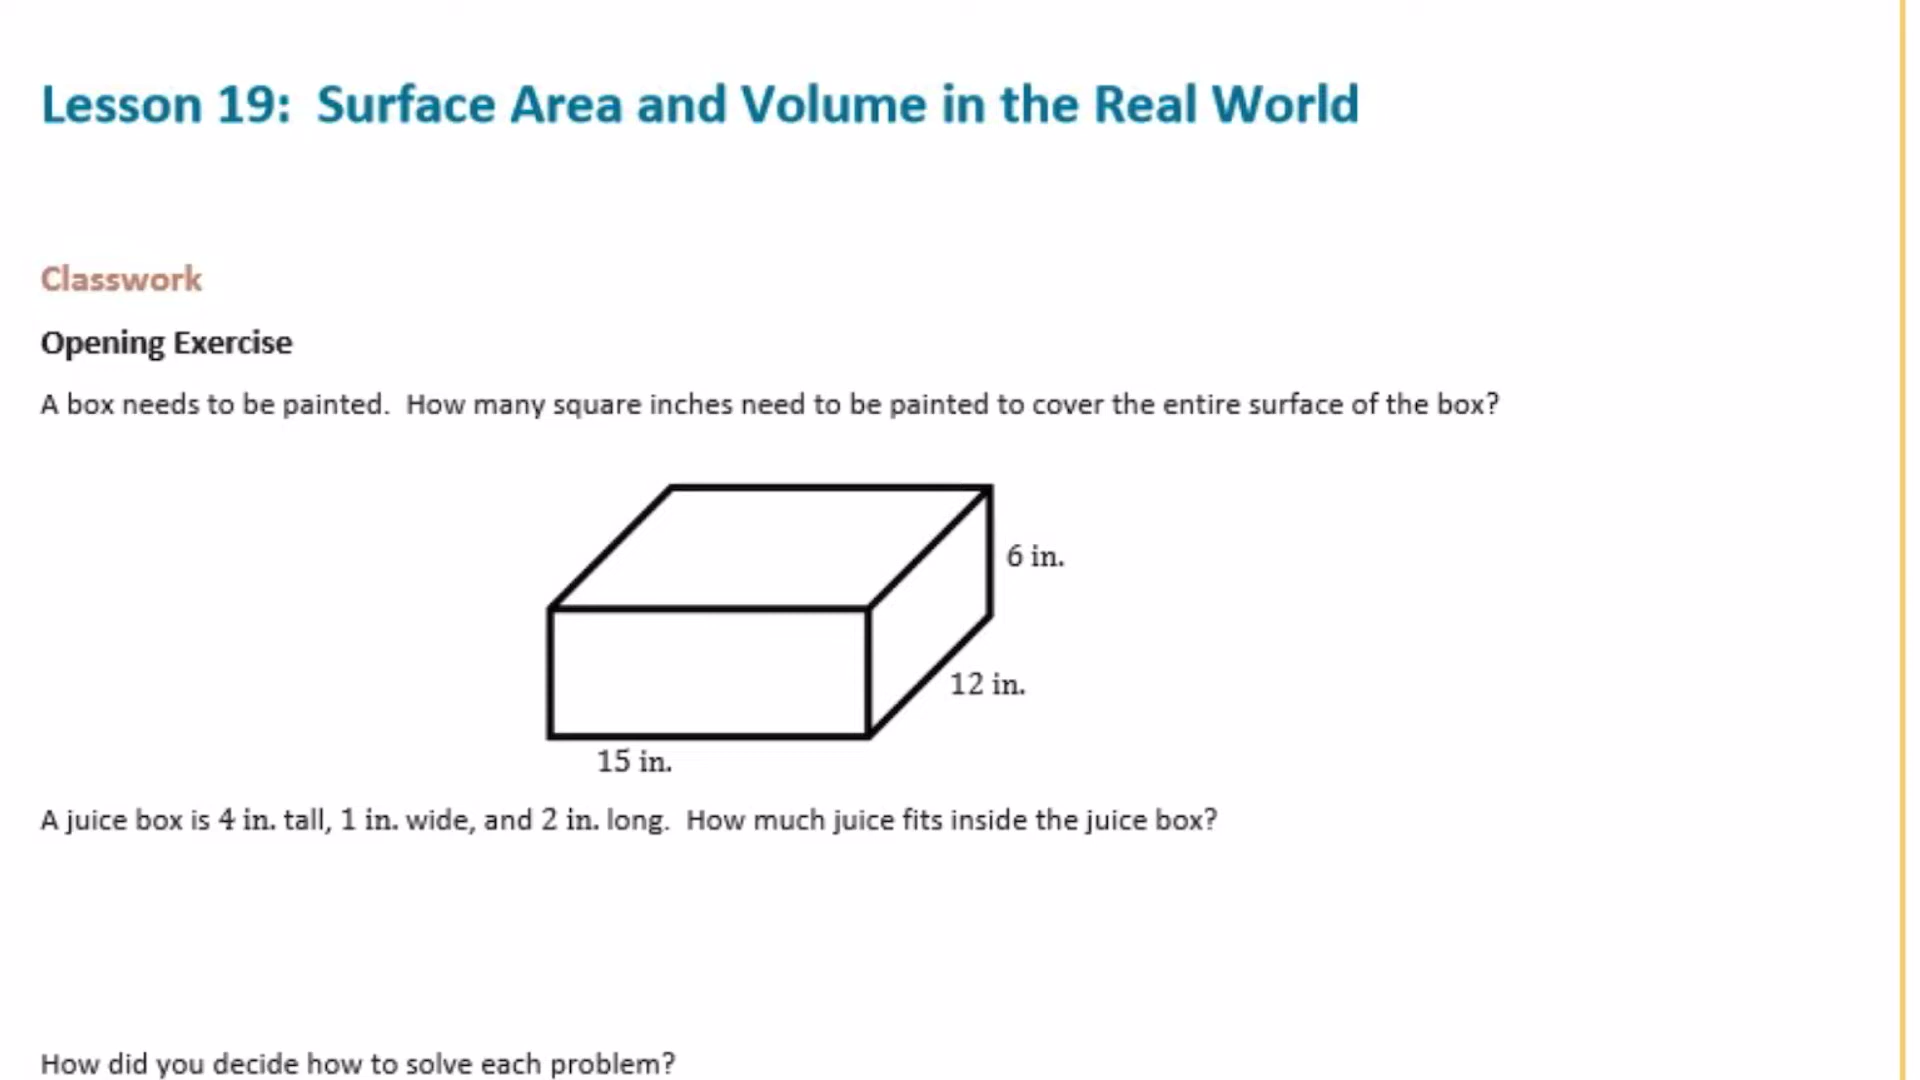 Lesson 19:  Surface Area and Volume in the Real World
Classwork
Opening Exercise
A box needs to be painted.  How many square inches need to be painted to cover the entire surface of the box?
6 in.
12 in.
15 in.
A juice box is 4 in. tall, 1 in. wide, and 2 in. long.  How much juice fits inside the juice box?
How did you decide how to solve each problem?